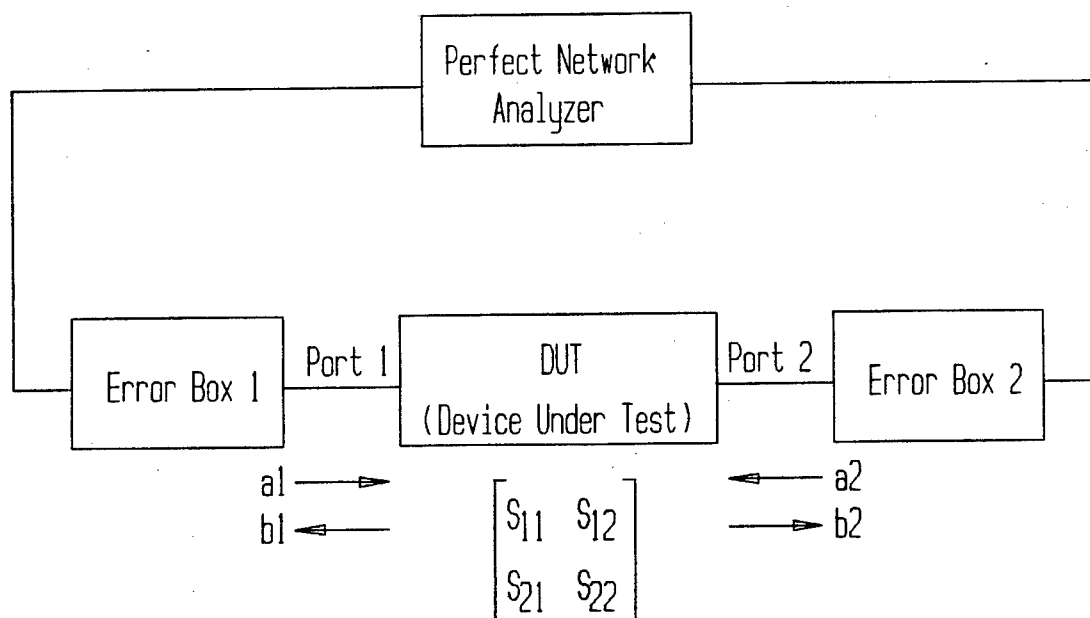 Perfect Network
Analyzer
Error Box 1
Port 1
DUT
(Device Under Test)
Port 2
Error Box 2
a1
b1
a2
b2
S11 S12
S21 S22